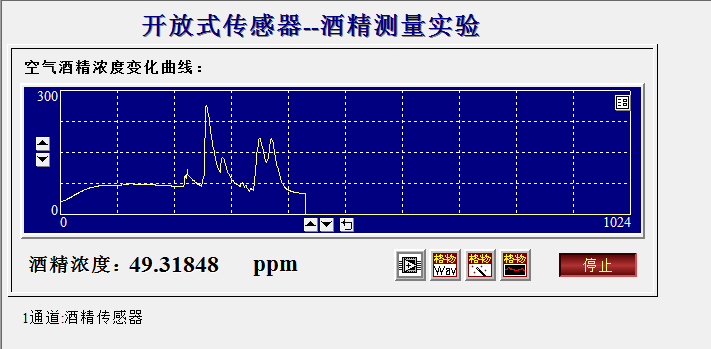 开放式传感器--酒精测量实验
空气酒精浓度变化曲线：
300
0
0
1024
酒精浓度：49.31848 ppm
格物 格物 格物
Wav
停止
1通道:酒精传感器